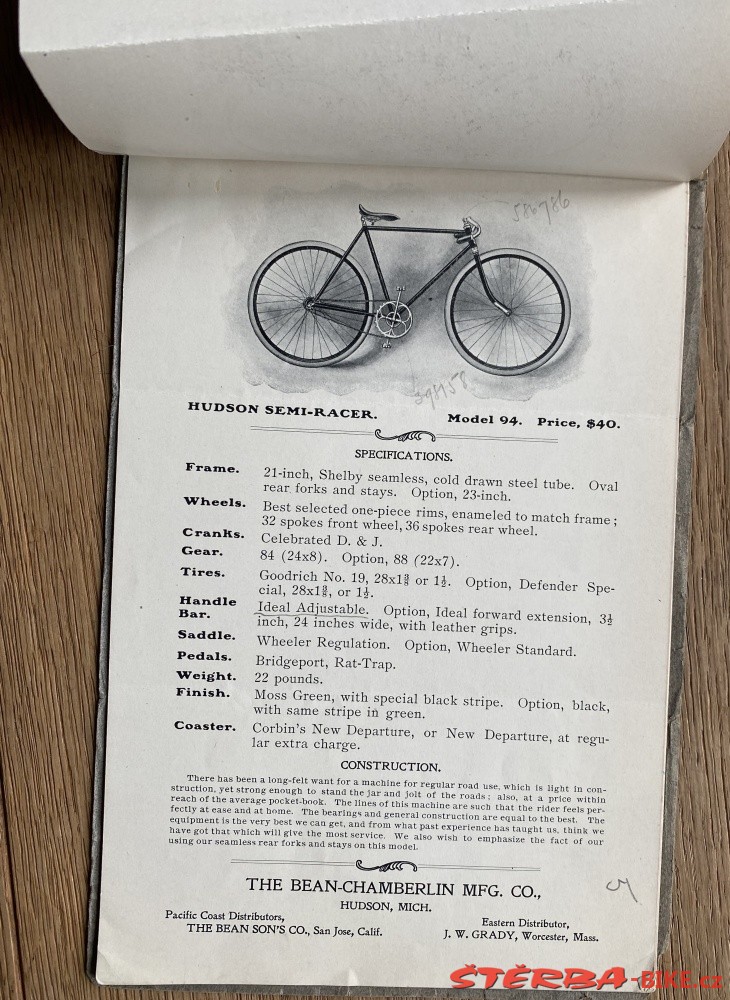 586786
398158
HUDSON SEMI-RACER. Model 94. Price, $40.
SPECIFICATIONS.
Frame. 21-inch, Shelby seamless, cold drawn steel tube. Oval
rear forks and stays. Option, 23-inch.
Wheels. Best selected one-piece rims, enameled to match frame;
32 spokes front wheel, 36 spokes rear wheel.
Cranks. Celebrated D. & J.
Gear. 84 (24x8). Option, 88 (22x7).
Tires. Goodrich No. 19, 28x1⅜ or 1½. Option, Defender Spe-
cial, 28x1⅜, or 1½.
Handle Bar. Ideal Adjustable. Option, Ideal forward extension, 3½
inch, 24 inches wide, with leather grips.
Saddle. Wheeler Regulation. Option, Wheeler Standard.
Pedals. Bridgeport, Rat-Trap.
Weight. 22 pounds.
Finish. Moss Green, with special black stripe. Option, black,
with same stripe in green.
Coaster. Corbin's New Departure, or New Departure, at regu-
lar extra charge.
CONSTRUCTION.
There has been a long-felt want for a machine for regular road use, which is light in con-
struction, yet strong enough to stand the jar and jolt of the roads; also, at a price within
reach of the average pocket-book. The lines of this machine are such that the rider feels per-
fectly at ease and at home. The bearings and general construction are equal to the best. The
equipment is the very best we can get, and from what past experience has taught us, think we
have got that which will give the most service. We also wish to emphasize the fact of our
using our seamless rear forks and stays on this model.
THE BEAN-CHAMBERLIN MFG. CO.,
HUDSON, MICH.
Pacific Coast Distributors,
THE BEAN SON'S CO., San Jose, Calif.
Eastern Distributor,
J. W. GRADY, Worcester, Mass.
ŠTĚRBA-BIKE.cz